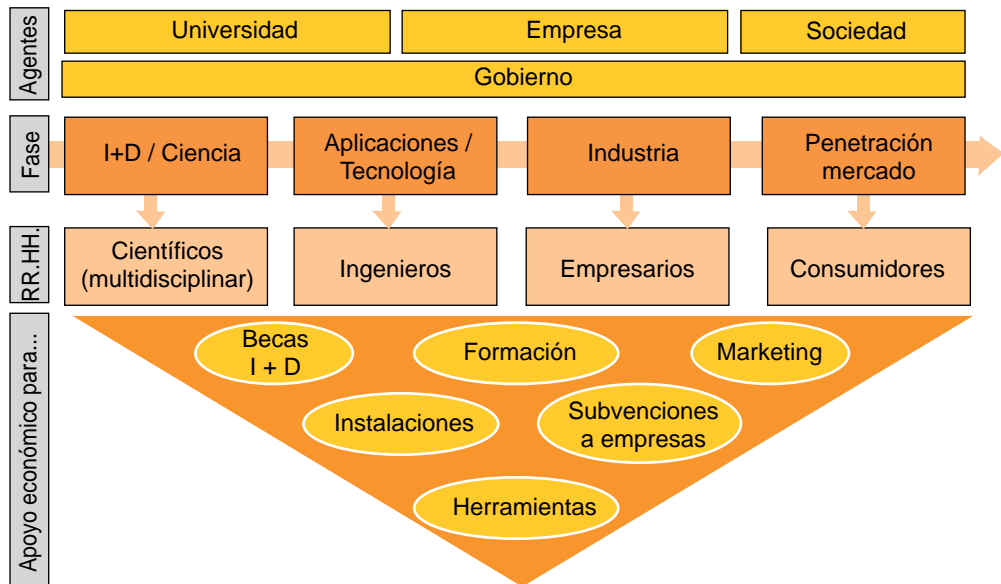 Agentes
Universidad
Empresa
Sociedad
Gobierno
Fase
I+D / Ciencia
Aplicaciones /
Tecnología
Industria
Penetración
mercado
RR.HH.
Científicos
(multidisciplinar)
Ingenieros
Empresarios
Consumidores
Apoyo económico para...
Becas
I + D
Formación
Marketing
Instalaciones
Subvenciones
a empresas
Herramientas